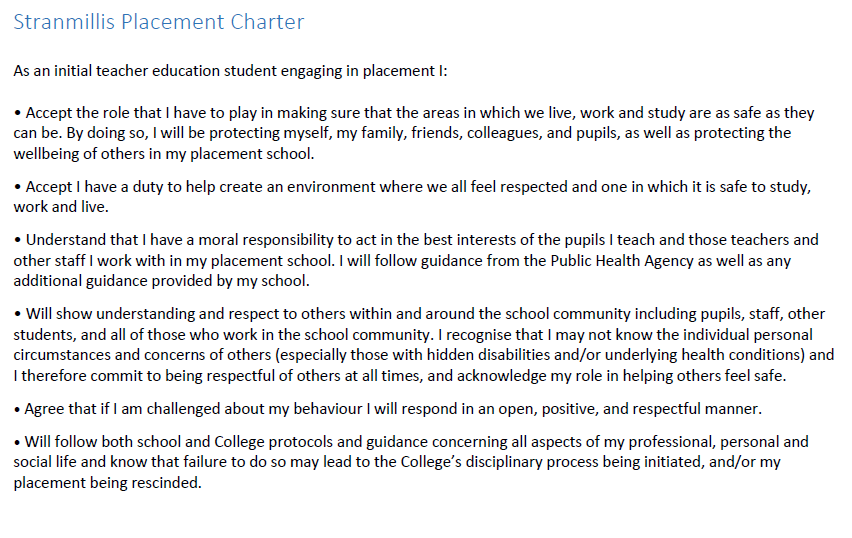 Stranmillis Placement Charter
As an initial teacher education student engaging in placement I:
• Accept the role that I have to play in making sure that the areas in which we live, work and study are as safe as they
can be. By doing so, I will be protecting myself, my family, friends, colleagues, and pupils, as well as protecting the
wellbeing of others in my placement school.
• Accept I have a duty to help create an environment where we all feel respected and one in which it is safe to study,
work and live.
• Understand that I have a moral responsibility to act in the best interests of the pupils I teach and those teachers and
other staff I work with in my placement school. I will follow guidance from the Public Health Agency as well as any
additional guidance provided by my school.
• Will show understanding and respect to others within and around the school community including pupils, staff, other
students, and all of those who work in the school community. I recognise that I may not know the individual personal
circumstances and concerns of others (especially those with hidden disabilities and/or underlying health conditions) and
I therefore commit to being respectful of others at all times, and acknowledge my role in helping others feel safe.
• Agree that if I am challenged about my behaviour I will respond in an open, positive, and respectful manner.
• Will follow both school and College protocols and guidance concerning all aspects of my professional, personal and
social life and know that failure to do so may lead to the College’s disciplinary process being initiated, and/or my
placement being rescinded.